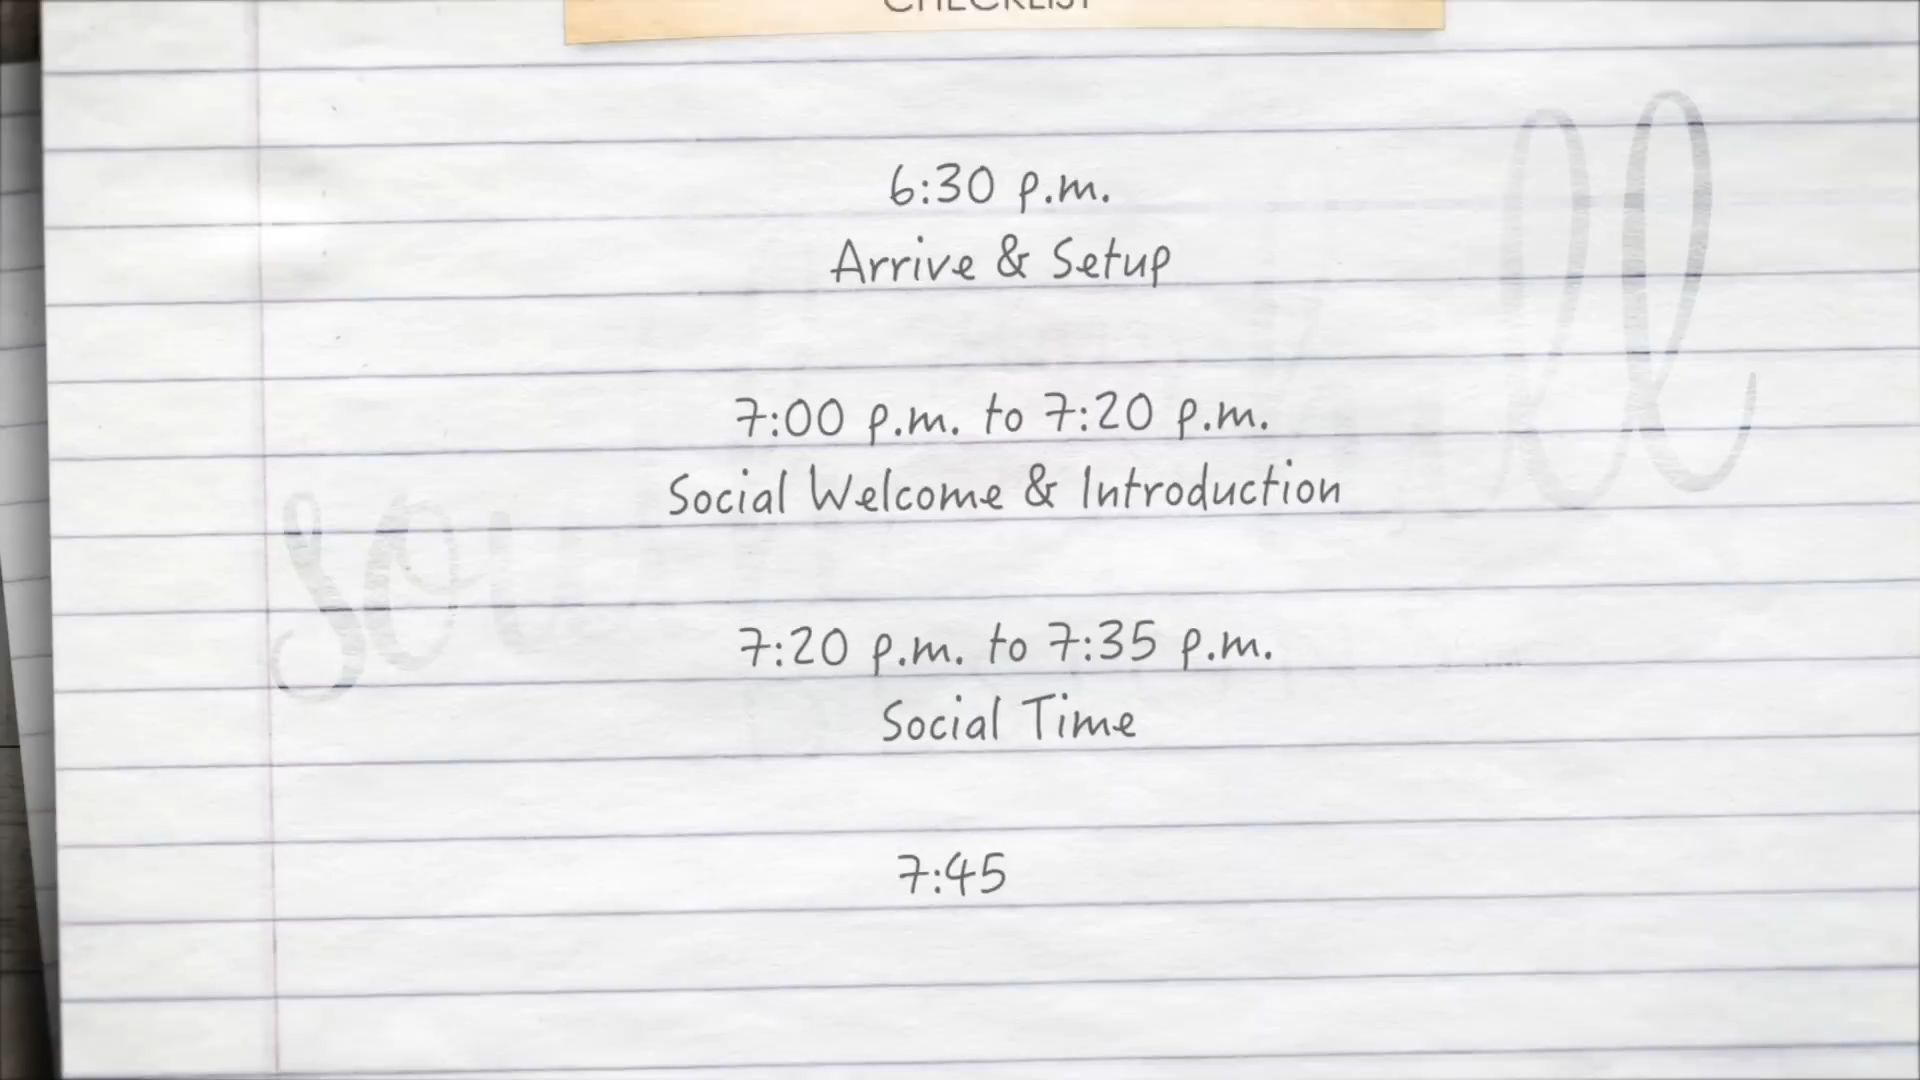 CHECKLIST
6:30 p.m.
Arrive & Setup
7:00 p.m. to 7:20 p.m.
Social Welcome & Introduction
7:20 p.m. to 7:35 p.m.
Social Time
7:45